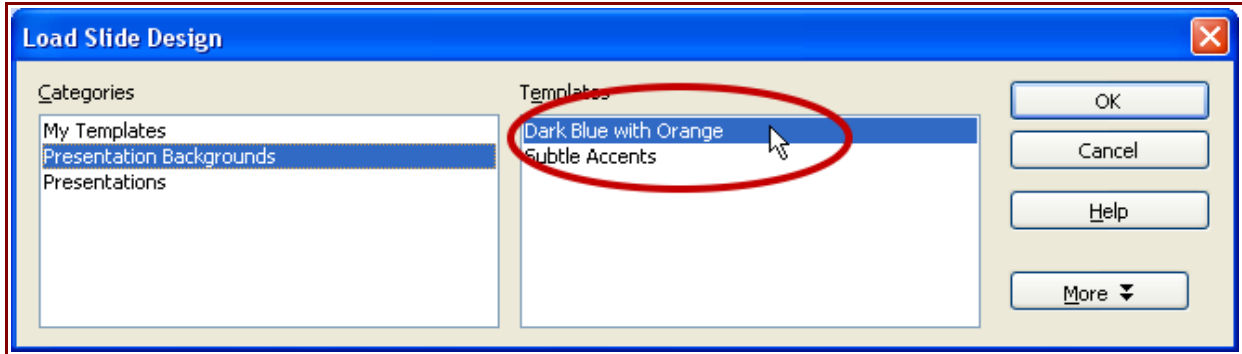 Load Slide Design
Categories
My Templates
Presentation Backgrounds
Presentations
Templates
Dark Blue with Orange
Subtle Accents
OK
Cancel
Help
More